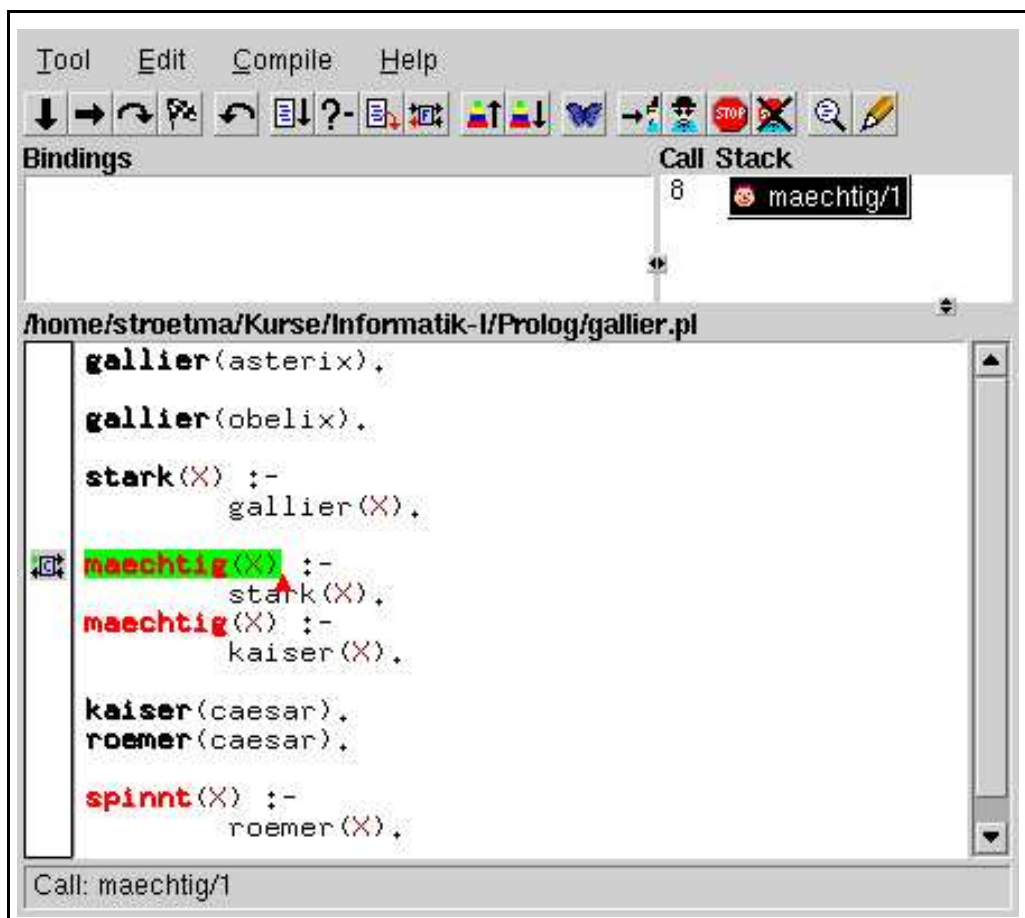 Tool Edit Compile Help
?- STOP
Bindings
Call Stack
8 maechtig/1
/home/stroetma/Kurse/Informatik-I/Prolog/gallier.pl
gallier(asterix).
gallier(obelix).
stark(X) :-
gallier(X).
maechtig(X) :-
stark(X).
maechtig(X) :-
kaiser(X).
kaiser(caesar).
roemer(caesar).
spinnt(X) :-
roemer(X).
Call: maechtig/1